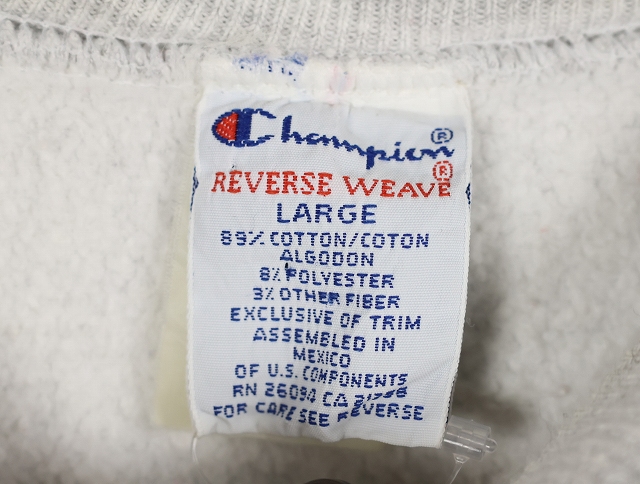 Champion®
REVERSE WEAVE®
LARGE
89% COTTON/COTON
ALGODON
8% POLYESTER
3% OTHER FIBER
EXCLUSIVE OF TRIM
ASSEMBLED IN
MEXICO
OF U.S. COMPONENTS
RN 26094 CA
FOR CARE SEE REVERSE